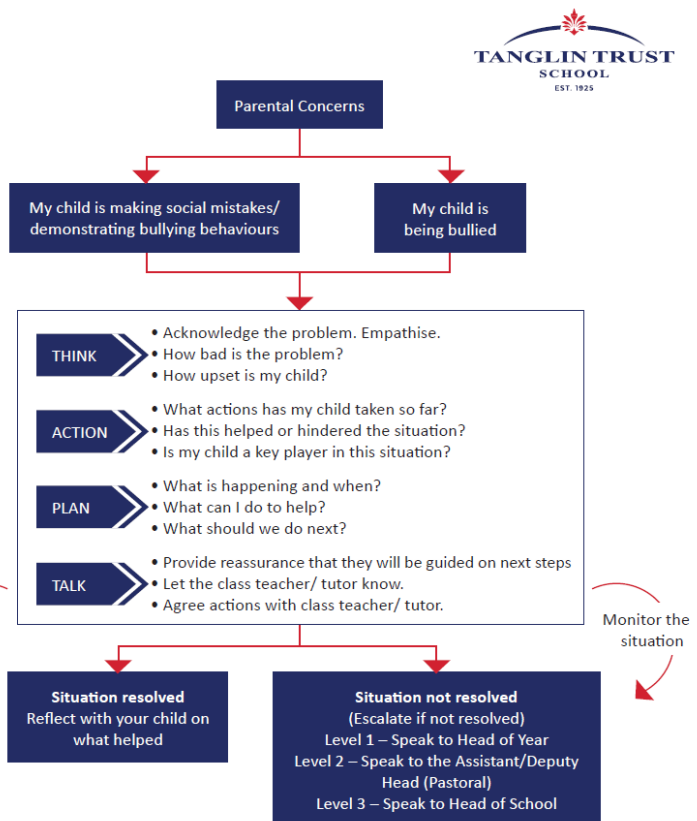 TANGLIN TRUST
SCHOOL
EST. 1925
Parental Concerns
My child is making social mistakes/
demonstrating bullying behaviours
My child is
being bullied
THINK
• Acknowledge the problem. Empathise.
• How bad is the problem?
• How upset is my child?
ACTION
• What actions has my child taken so far?
• Has this helped or hindered the situation?
• Is my child a key player in this situation?
PLAN
• What is happening and when?
• What can I do to help?
• What should we do next?
TALK
• Provide reassurance that they will be guided on next steps
• Let the class teacher/ tutor know.
• Agree actions with class teacher/ tutor.
Monitor the
situation
Situation resolved
Reflect with your child on
what helped
Situation not resolved
(Escalate if not resolved)
Level 1 – Speak to Head of Year
Level 2 – Speak to the Assistant/Deputy
Head (Pastoral)
Level 3 – Speak to Head of School